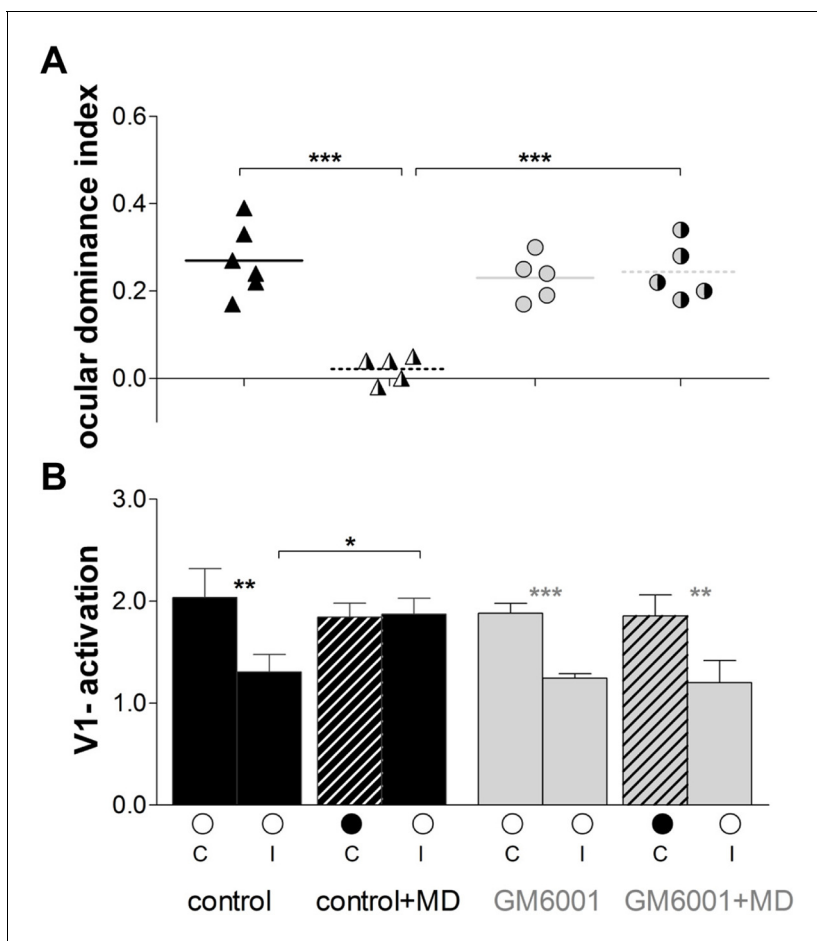 A
ocular dominance index
0.6
*** ***
0.4
0.2
0.0
B
V1- activation
3.0
*
** *** **
2.0
1.0
0.0
C I C I C I C I
control control+MD GM6001 GM6001+MD